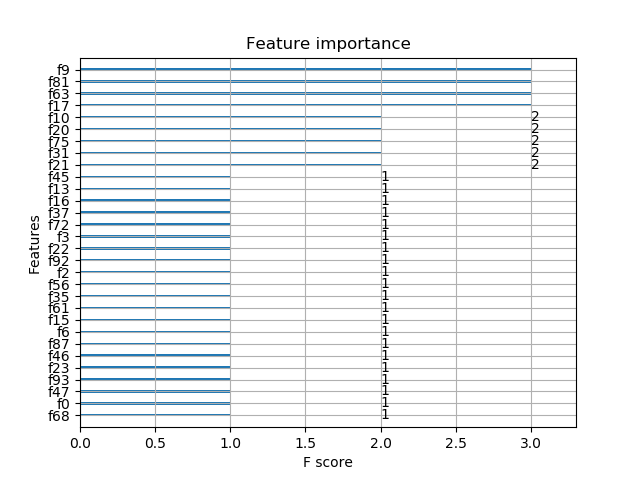 Feature importance
f9
f81
f63
f17
f10 2
f20 2
f75 2
f31 2
f21 2
f45 1
f13 1
f16 1
f37 1
f72 1
f3 1
f22 1
f92 1
f2 1
f56 1
f35 1
f61 1
f15 1
f6 1
f87 1
f46 1
f23 1
f93 1
f47 1
f0 1
f68 1
Features
0.0 0.5 1.0 1.5 2.0 2.5 3.0
F score